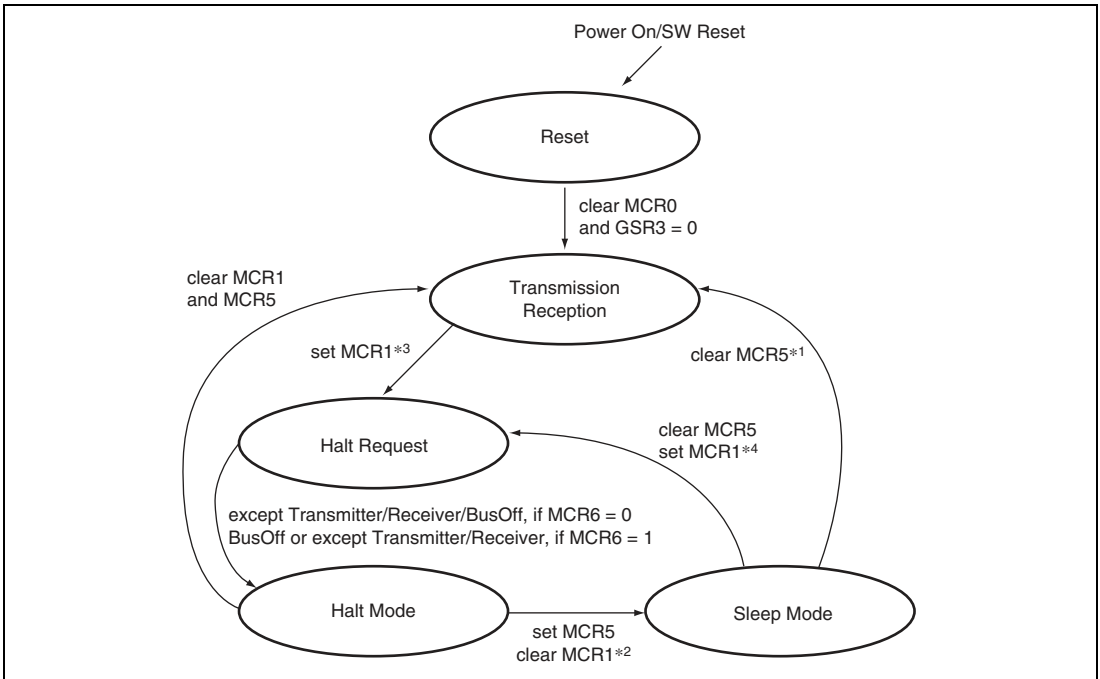 Power On/SW Reset
Reset
clear MCR0
and GSR3 = 0
clear MCR1
and MCR5
Transmission
Reception
set MCR1*3
clear MCR5*1
Halt Request
clear MCR5
set MCR1*4
except Transmitter/Receiver/BusOff, if MCR6 = 0
BusOff or except Transmitter/Receiver, if MCR6 = 1
Halt Mode
Sleep Mode
set MCR5
clear MCR1*2